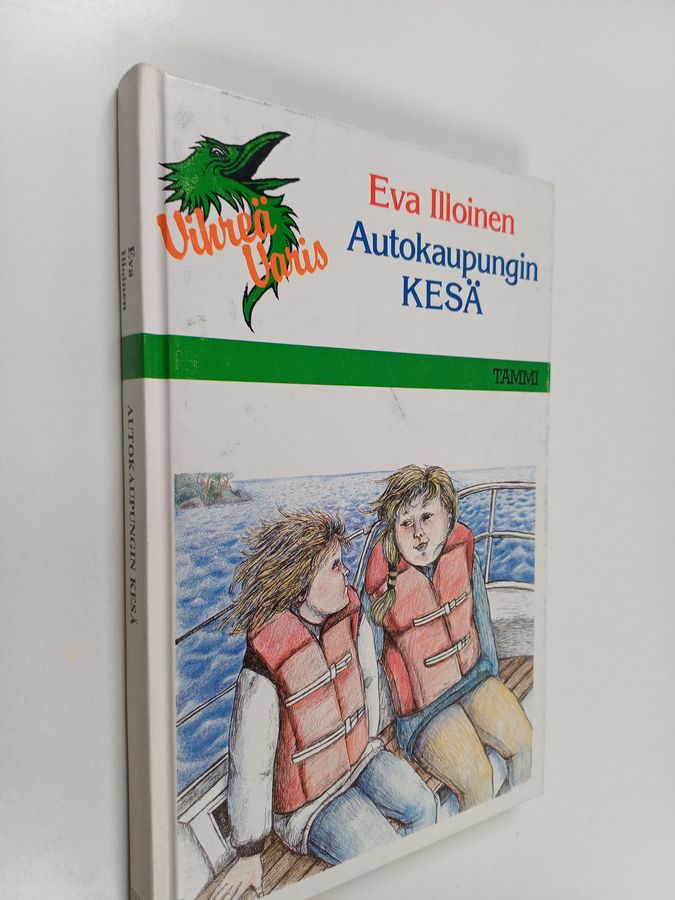 Vihreä
Varis
Eva Illoinen
Autokaupungin
KESÄ
TAMMI
Eva
Illoinen
AUTOKAUPUNGIN KESÄ